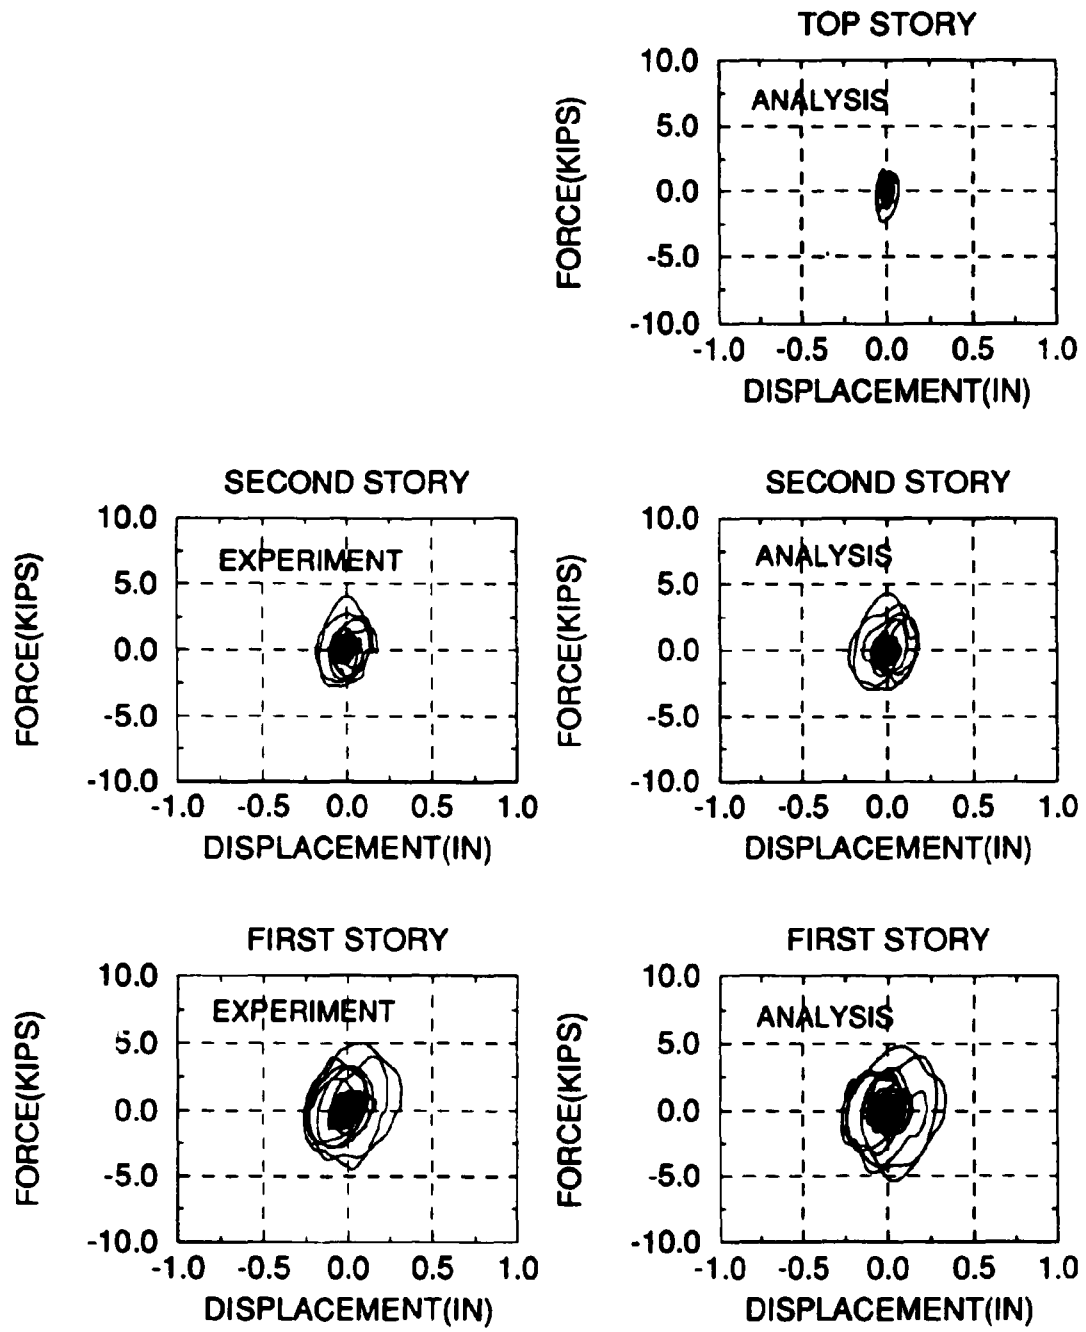 TOP STORY
ANALYSIS
FORCE(KIPS)
10.0
5.0
0.0
-5.0
-10.0
-1.0 -0.5 0.0 0.5 1.0
DISPLACEMENT(IN)
SECOND STORY
EXPERIMENT
FORCE(KIPS)
10.0
5.0
0.0
-5.0
-10.0
-1.0 -0.5 0.0 0.5 1.0
DISPLACEMENT(IN)
SECOND STORY
ANALYSIS
FORCE(KIPS)
10.0
5.0
0.0
-5.0
-10.0
-1.0 -0.5 0.0 0.5 1.0
DISPLACEMENT(IN)
FIRST STORY
EXPERIMENT
FORCE(KIPS)
10.0
5.0
0.0
-5.0
-10.0
-1.0 -0.5 0.0 0.5 1.0
DISPLACEMENT(IN)
FIRST STORY
ANALYSIS
FORCE(KIPS)
10.0
5.0
0.0
-5.0
-10.0
-1.0 -0.5 0.0 0.5 1.0
DISPLACEMENT(IN)